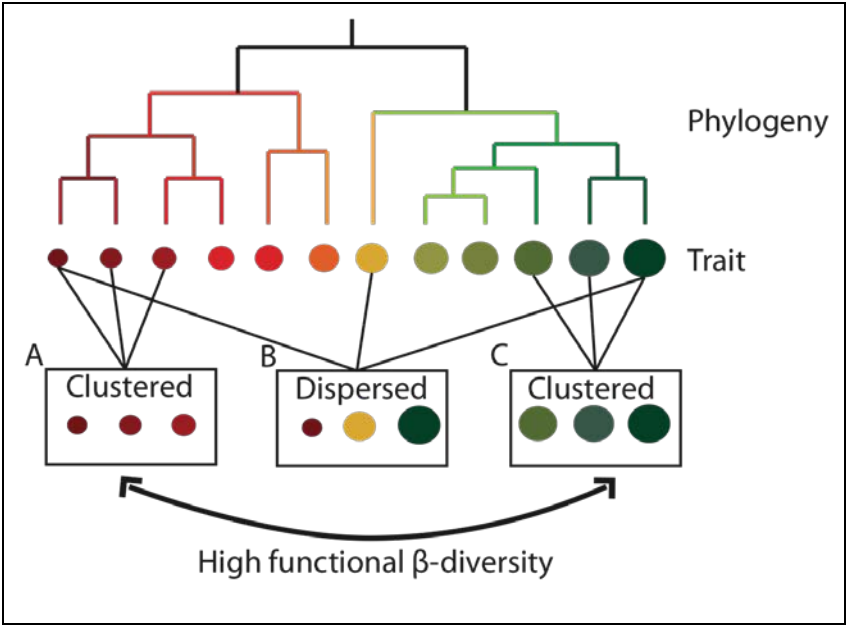 Phylogeny
Trait
A
B
C
Clustered
Dispersed
Clustered
High functional β-diversity